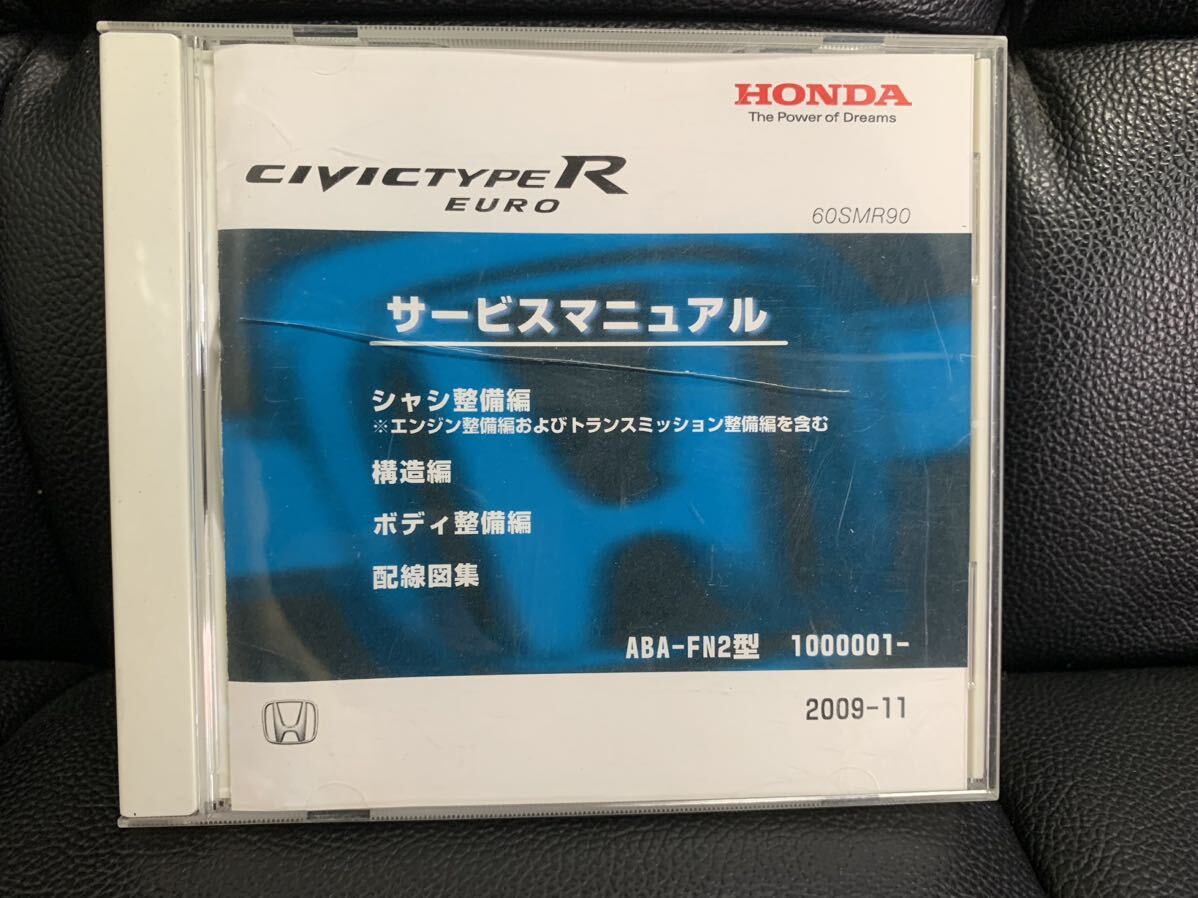 HONDA
The Power of Dreams
CIVIC TYPE R
EURO
60SMR90
サービスマニュアル
シャシ整備編
※エンジン整備編およびトランスミッション整備編を含む
構造編
ボディ整備編
配線図集
ABA-FN2型 1000001-
2009-11